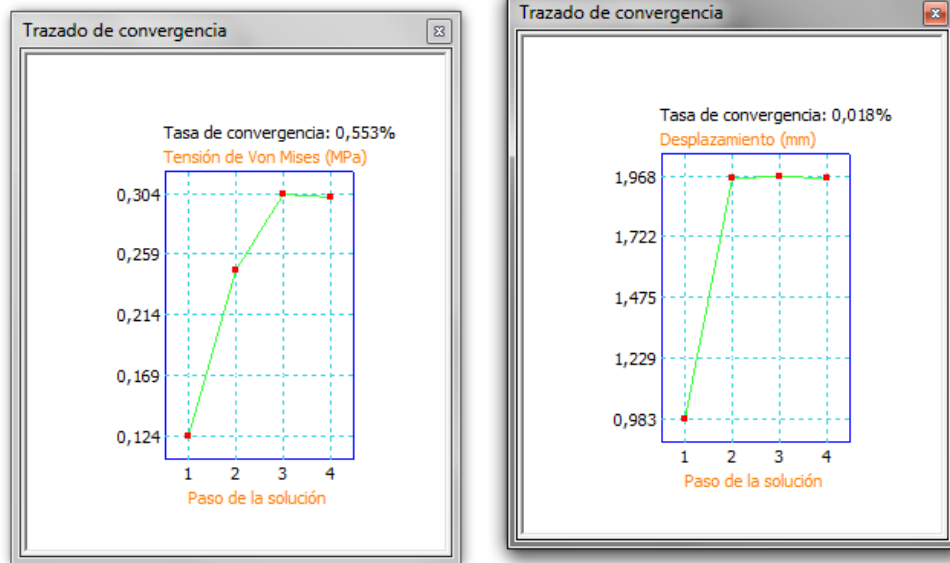 Trazado de convergencia
Tasa de convergencia: 0,553%
Tensión de Von Mises (MPa)
0,304
0,259
0,214
0,169
0,124
1 2 3 4
Paso de la solución
Trazado de convergencia
Tasa de convergencia: 0,018%
Desplazamiento (mm)
1,968
1,722
1,475
1,229
0,983
1 2 3 4
Paso de la solución